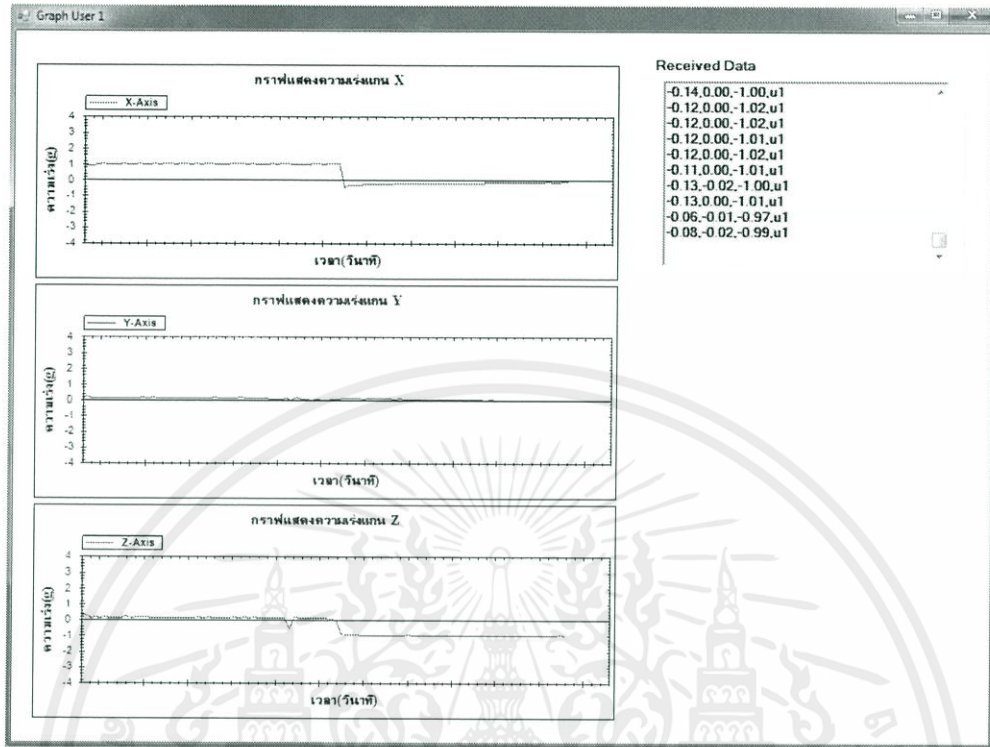 Graph User 1
กราฟแสดงความเร่งแกน X
X-Axis
4
3
2
1
0
-1
-2
-3
-4
ความเร่ง(g)
เวลา(วินาที)
กราฟแสดงความเร่งแกน Y
Y-Axis
4
3
2
1
0
-1
-2
-3
-4
ความเร่ง(g)
เวลา(วินาที)
กราฟแสดงความเร่งแกน Z
Z-Axis
4
3
2
1
0
-1
-2
-3
-4
ความเร่ง(g)
เวลา(วินาที)
Received Data
-0.14,0.00,-1.00,u1
-0.12,0.00,-1.02,u1
-0.12,0.00,-1.02,u1
-0.12,0.00,-1.01,u1
-0.12,0.00,-1.02,u1
-0.11,0.00,-1.01,u1
-0.13,-0.02,-1.00,u1
-0.13,0.00,-1.01,u1
-0.06,-0.01,-0.97,u1
-0.08,-0.02,-0.99,u1